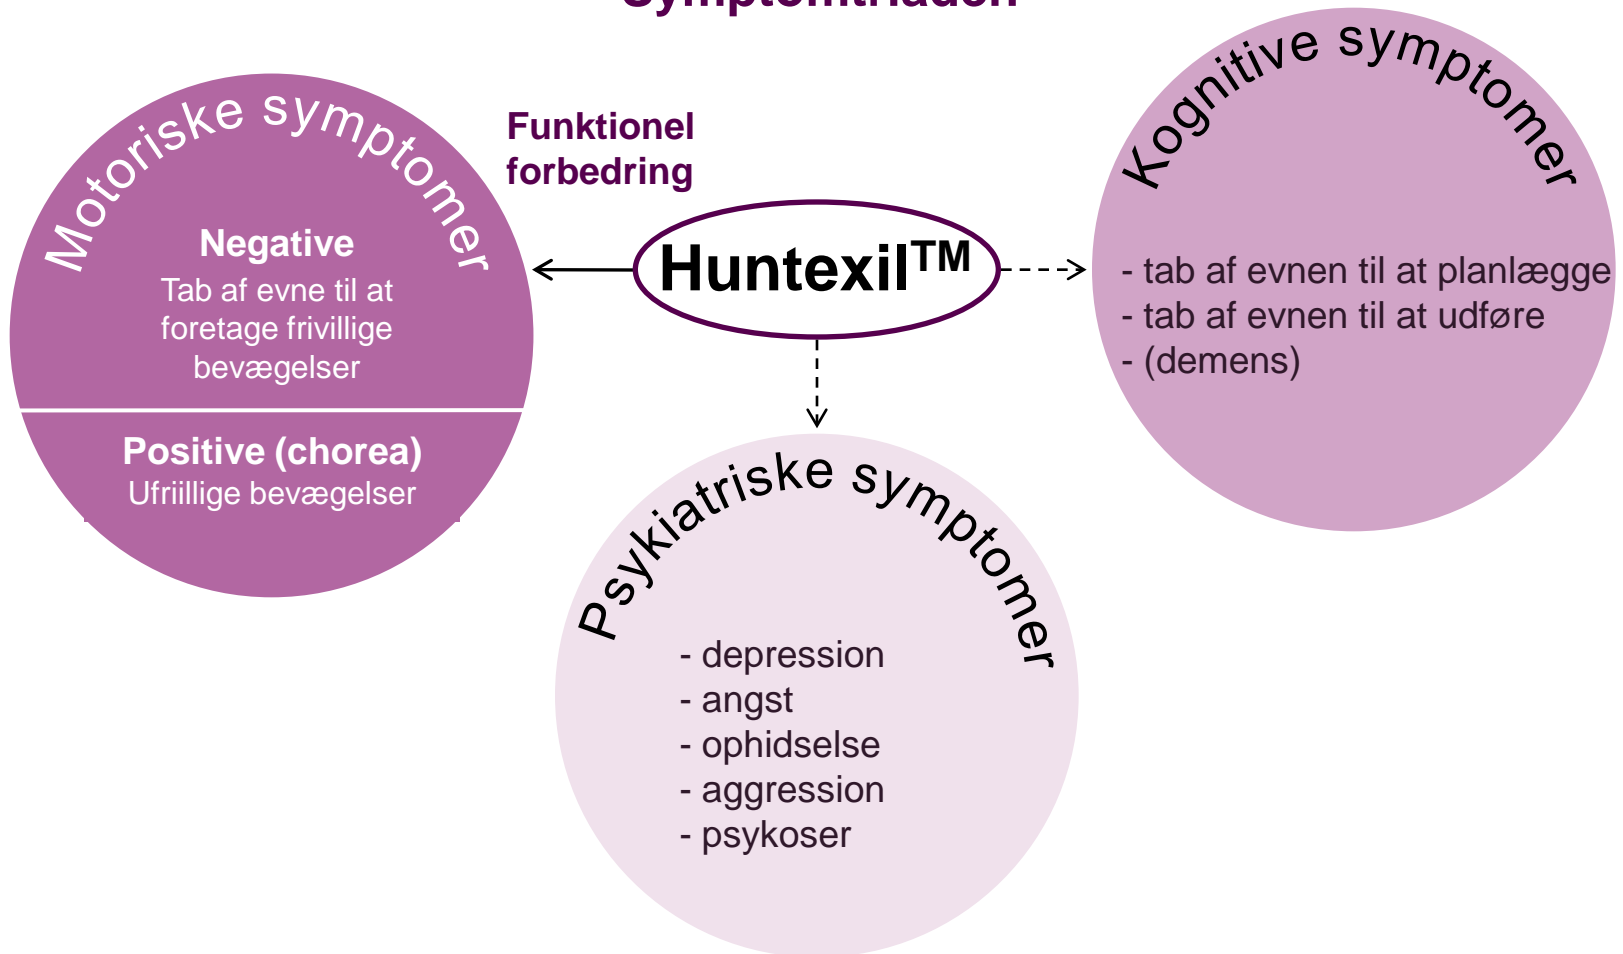 Symptomtriaden
Motoriske symptomer
Negative
Tab af evne til at
foretage frivillige
bevægelser
Positive (chorea)
Ufriillige bevægelser
Funktionel
forbedring
Huntexil™
Kognitive symptomer
- tab af evnen til at planlægge
- tab af evnen til at udføre
- (demens)
Psykiatriske symptomer
- depression
- angst
- ophidselse
- aggression
- psykoser